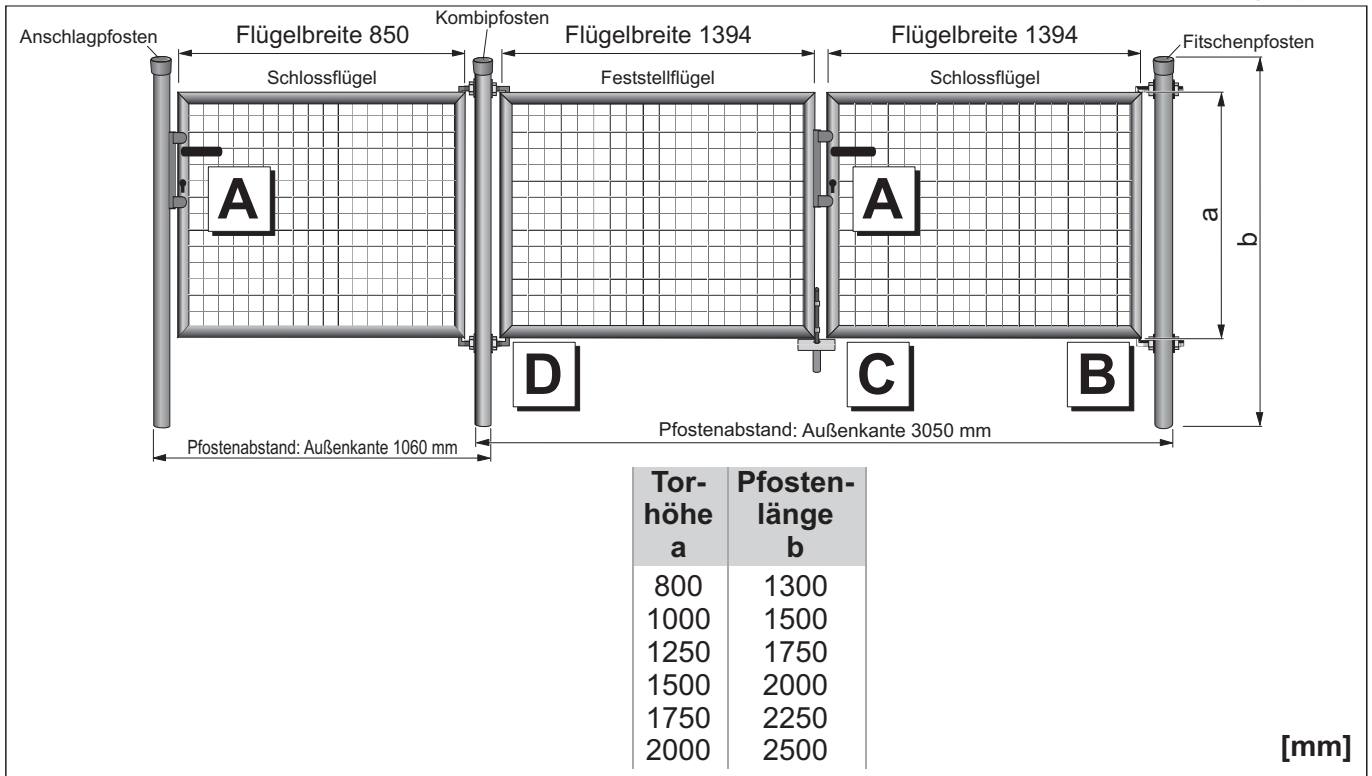 Kombipfosten
Anschlagpfosten
Flügelbreite 850
Flügelbreite 1394
Flügelbreite 1394
Fitschenpfosten
Schlossflügel
Feststellflügel
Schlossflügel
A
A
a
b
D
C
B
Pfostenabstand: Außenkante 1060 mm
Pfostenabstand: Außenkante 3050 mm
Tor- Pfosten-
höhe länge
a b
800 1300
1000 1500
1250 1750
1500 2000
1750 2250
2000 2500
[mm]